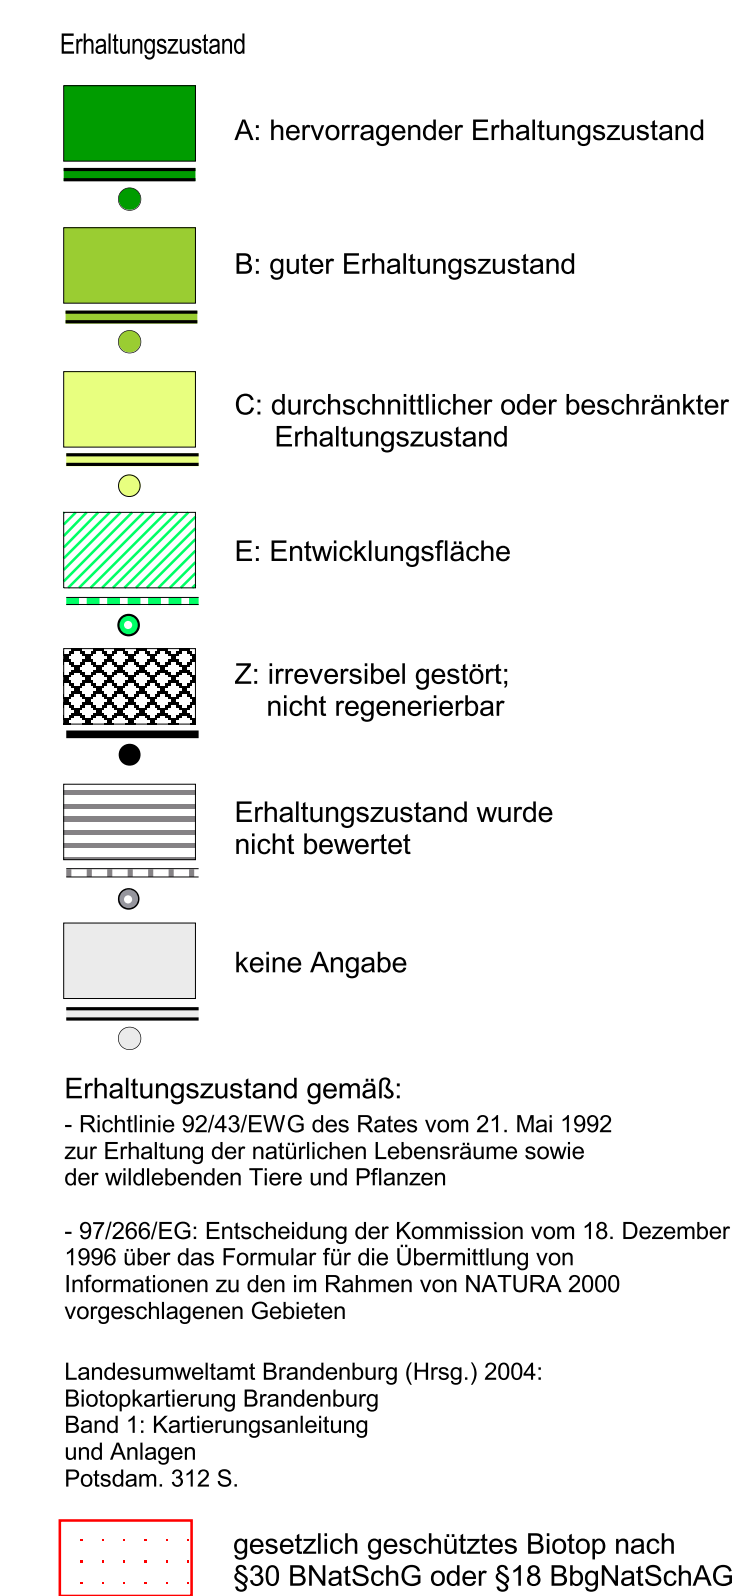 Erhaltungszustand
A: hervorragender Erhaltungszustand
B: guter Erhaltungszustand
C: durchschnittlicher oder beschränkter
Erhaltungszustand
E: Entwicklungsfläche
Z: irreversibel gestört;
nicht regenerierbar
Erhaltungszustand wurde
nicht bewertet
keine Angabe
Erhaltungszustand gemäß:
- Richtlinie 92/43/EWG des Rates vom 21. Mai 1992
zur Erhaltung der natürlichen Lebensräume sowie
der wildlebenden Tiere und Pflanzen
- 97/266/EG: Entscheidung der Kommission vom 18. Dezember
1996 über das Formular für die Übermittlung von
Informationen zu den im Rahmen von NATURA 2000
vorgeschlagenen Gebieten
Landesumweltamt Brandenburg (Hrsg.) 2004:
Biotopkartierung Brandenburg
Band 1: Kartierungsanleitung
und Anlagen
Potsdam. 312 S.
gesetzlich geschütztes Biotop nach
§30 BNatSchG oder §18 BbgNatSchAG